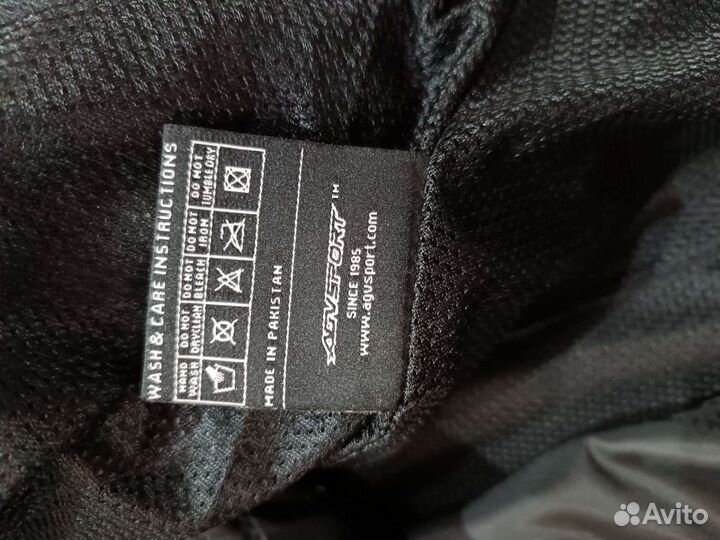 WASH & CARE INSTRUCTIONS
HAND WASH
DO NOT DRYCLEAN
DO NOT BLEACH
DO NOT IRON
DO NOT TUMBLE DRY
MADE IN PAKISTAN
AGVSPORT™
SINCE 1985
www.agvsport.com
Avito